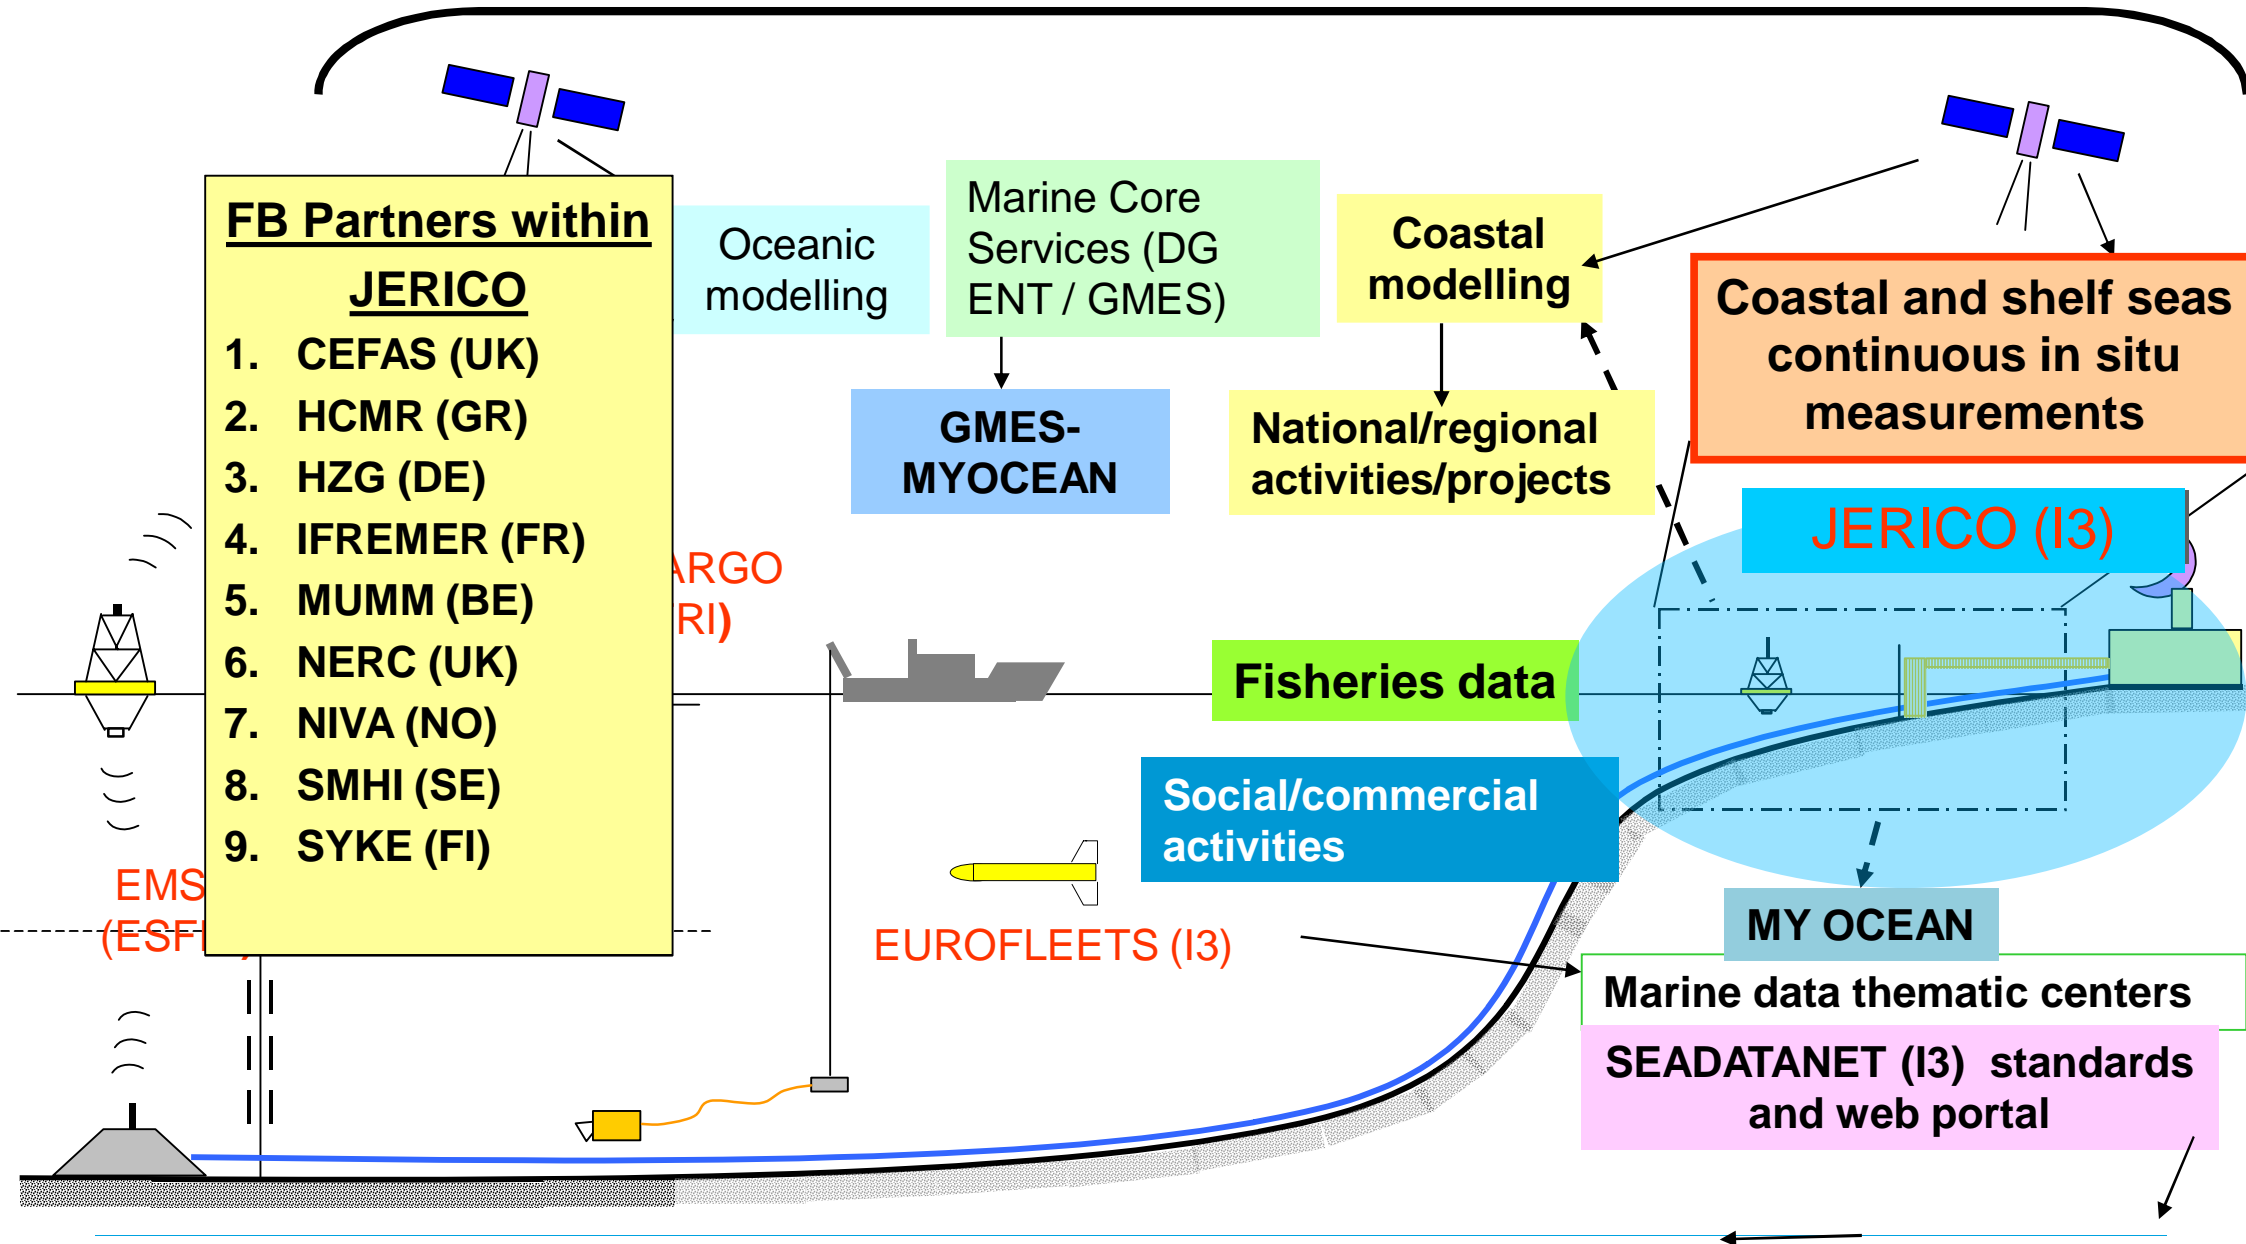 FB Partners within
JERICO
1. CEFAS (UK)
2. HCMR (GR)
3. HZG (DE)
4. IFREMER (FR)
5. MUMM (BE)
6. NERC (UK)
7. NIVA (NO)
8. SMHI (SE)
9. SYKE (FI)
Oceanic
modelling
Marine Core
Services (DG
ENT / GMES)
GMES-
MYOCEAN
Coastal
modelling
National/regional
activities/projects
Coastal and shelf seas
continuous in situ
measurements
JERICO (I3)
Fisheries data
Social/commercial
activities
EUROFLEETS (I3)
MY OCEAN
Marine data thematic centers
SEADATANET (I3) standards
and web portal